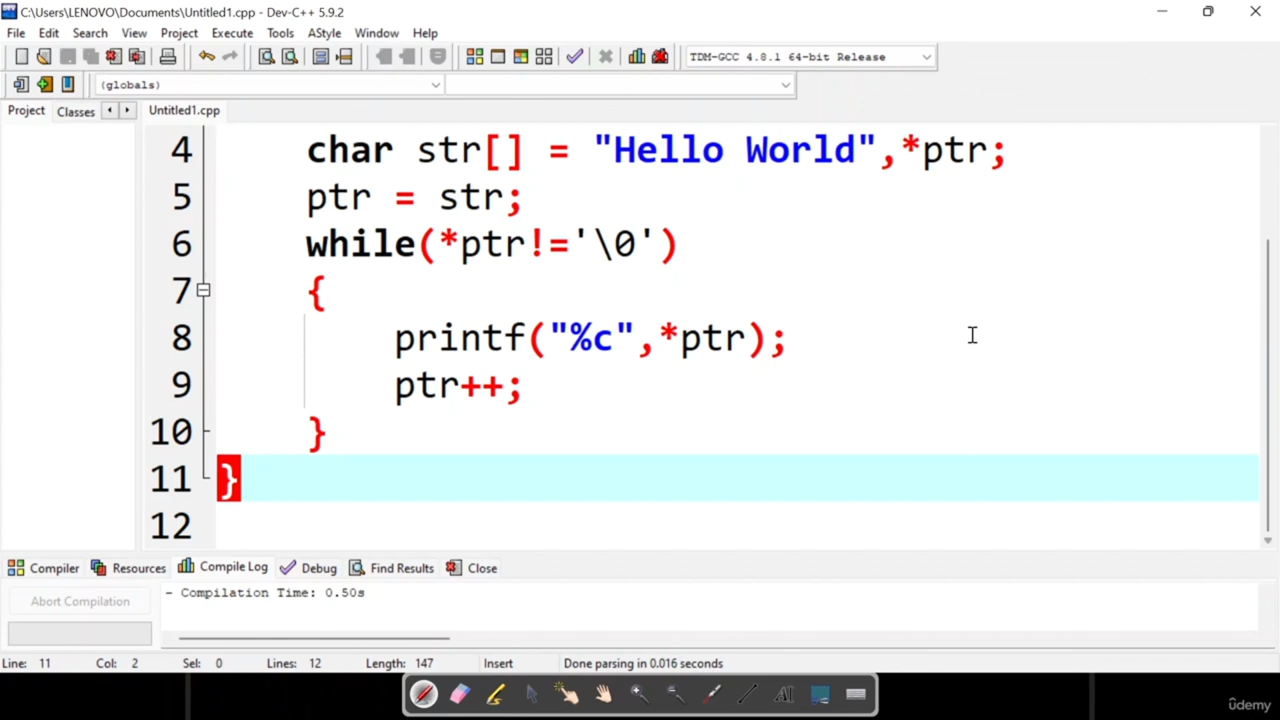 C:\Users\LENOVO\Documents\Untitled1.cpp - Dev-C++ 5.9.2
File Edit Search View Project Execute Tools AStyle Window Help
TDM-GCC 4.8.1 64-bit Release
(globals)
Project Classes Untitled1.cpp
4 char str[] = "Hello World",*ptr;
5 ptr = str;
6 while(*ptr!='\0')
7 {
8 printf("%c",*ptr);
9 ptr++;
10 }
11 }
12
Compiler Resources Compile Log Debug Find Results Close
Abort Compilation
- Compilation Time: 0.50s
Line: 11 Col: 2 Sel: 0 Lines: 12 Length: 147 Insert Done parsing in 0.016 seconds
AI
ûdemy